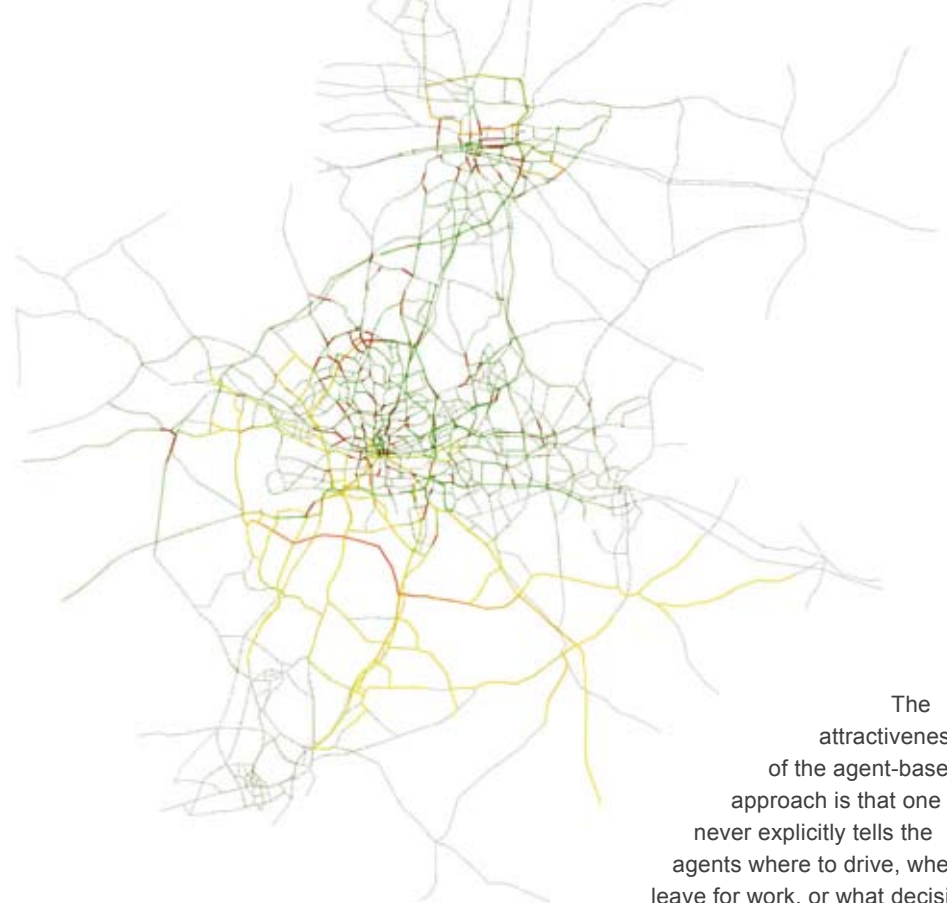 The
attractivenes
of the agent-base
approach is that one
never explicitly tells the
agents where to drive, whe
leave for work, or what decisi